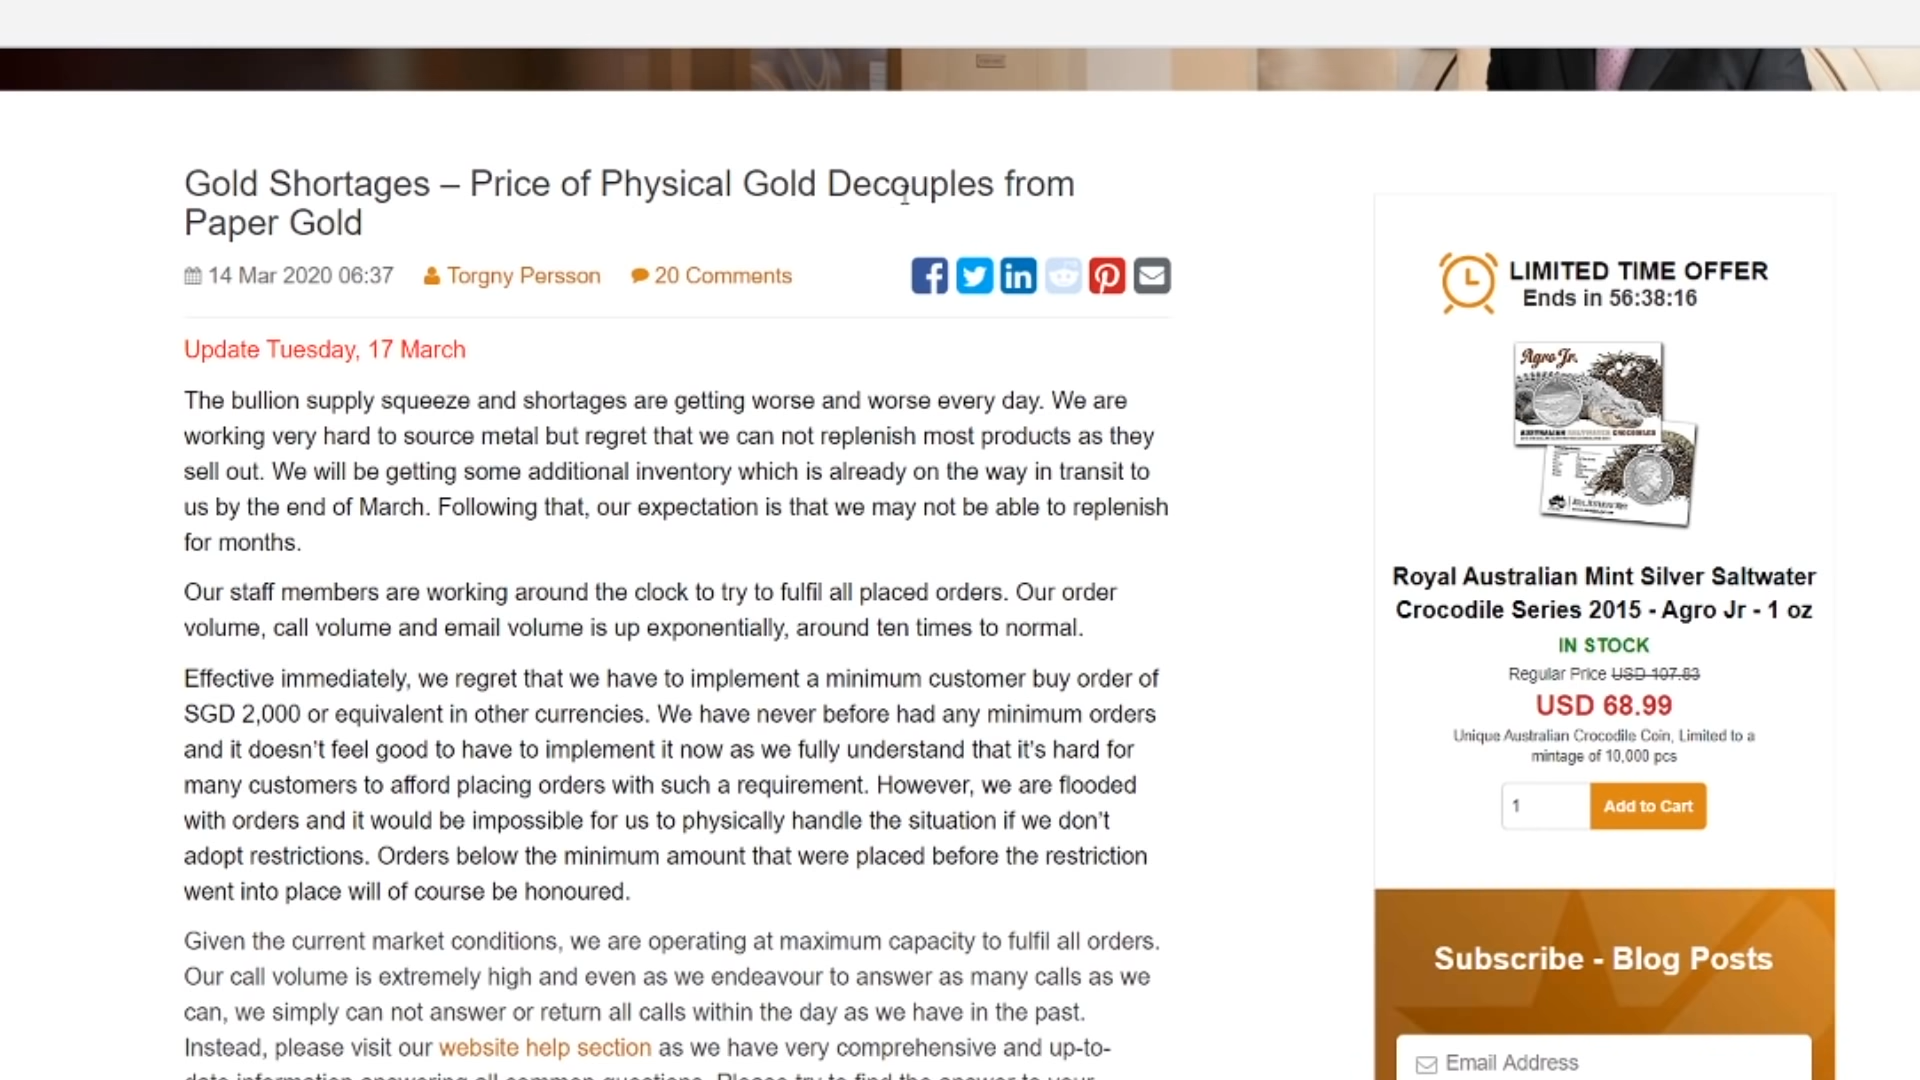 Gold Shortages – Price of Physical Gold Decouples from
Paper Gold
14 Mar 2020 06:37 Torgny Persson 20 Comments
Update Tuesday, 17 March
The bullion supply squeeze and shortages are getting worse and worse every day. We are
working very hard to source metal but regret that we can not replenish most products as they
sell out. We will be getting some additional inventory which is already on the way in transit to
us by the end of March. Following that, our expectation is that we may not be able to replenish
for months.
Our staff members are working around the clock to try to fulfil all placed orders. Our order
volume, call volume and email volume is up exponentially, around ten times to normal.
Effective immediately, we regret that we have to implement a minimum customer buy order of
SGD 2,000 or equivalent in other currencies. We have never before had any minimum orders
and it doesn't feel good to have to implement it now as we fully understand that it's hard for
many customers to afford placing orders with such a requirement. However, we are flooded
with orders and it would be impossible for us to physically handle the situation if we don't
adopt restrictions. Orders below the minimum amount that were placed before the restriction
went into place will of course be honoured.
Given the current market conditions, we are operating at maximum capacity to fulfil all orders.
Our call volume is extremely high and even as we endeavour to answer as many calls as we
can, we simply can not answer or return all calls within the day as we have in the past.
Instead, please visit our website help section as we have very comprehensive and up-to-
date information answering all common questions. Please try to find the answer to your
LIMITED TIME OFFER
Ends in 56:38:16
Agro Jr.
AUSTRALIAN SALTWATER CROCODILES
Royal Australian Mint Silver Saltwater
Crocodile Series 2015 - Agro Jr - 1 oz
IN STOCK
Regular Price USD 107.83
USD 68.99
Unique Australian Crocodile Coin, Limited to a
mintage of 10,000 pcs
1 Add to Cart
Subscribe - Blog Posts
Email Address